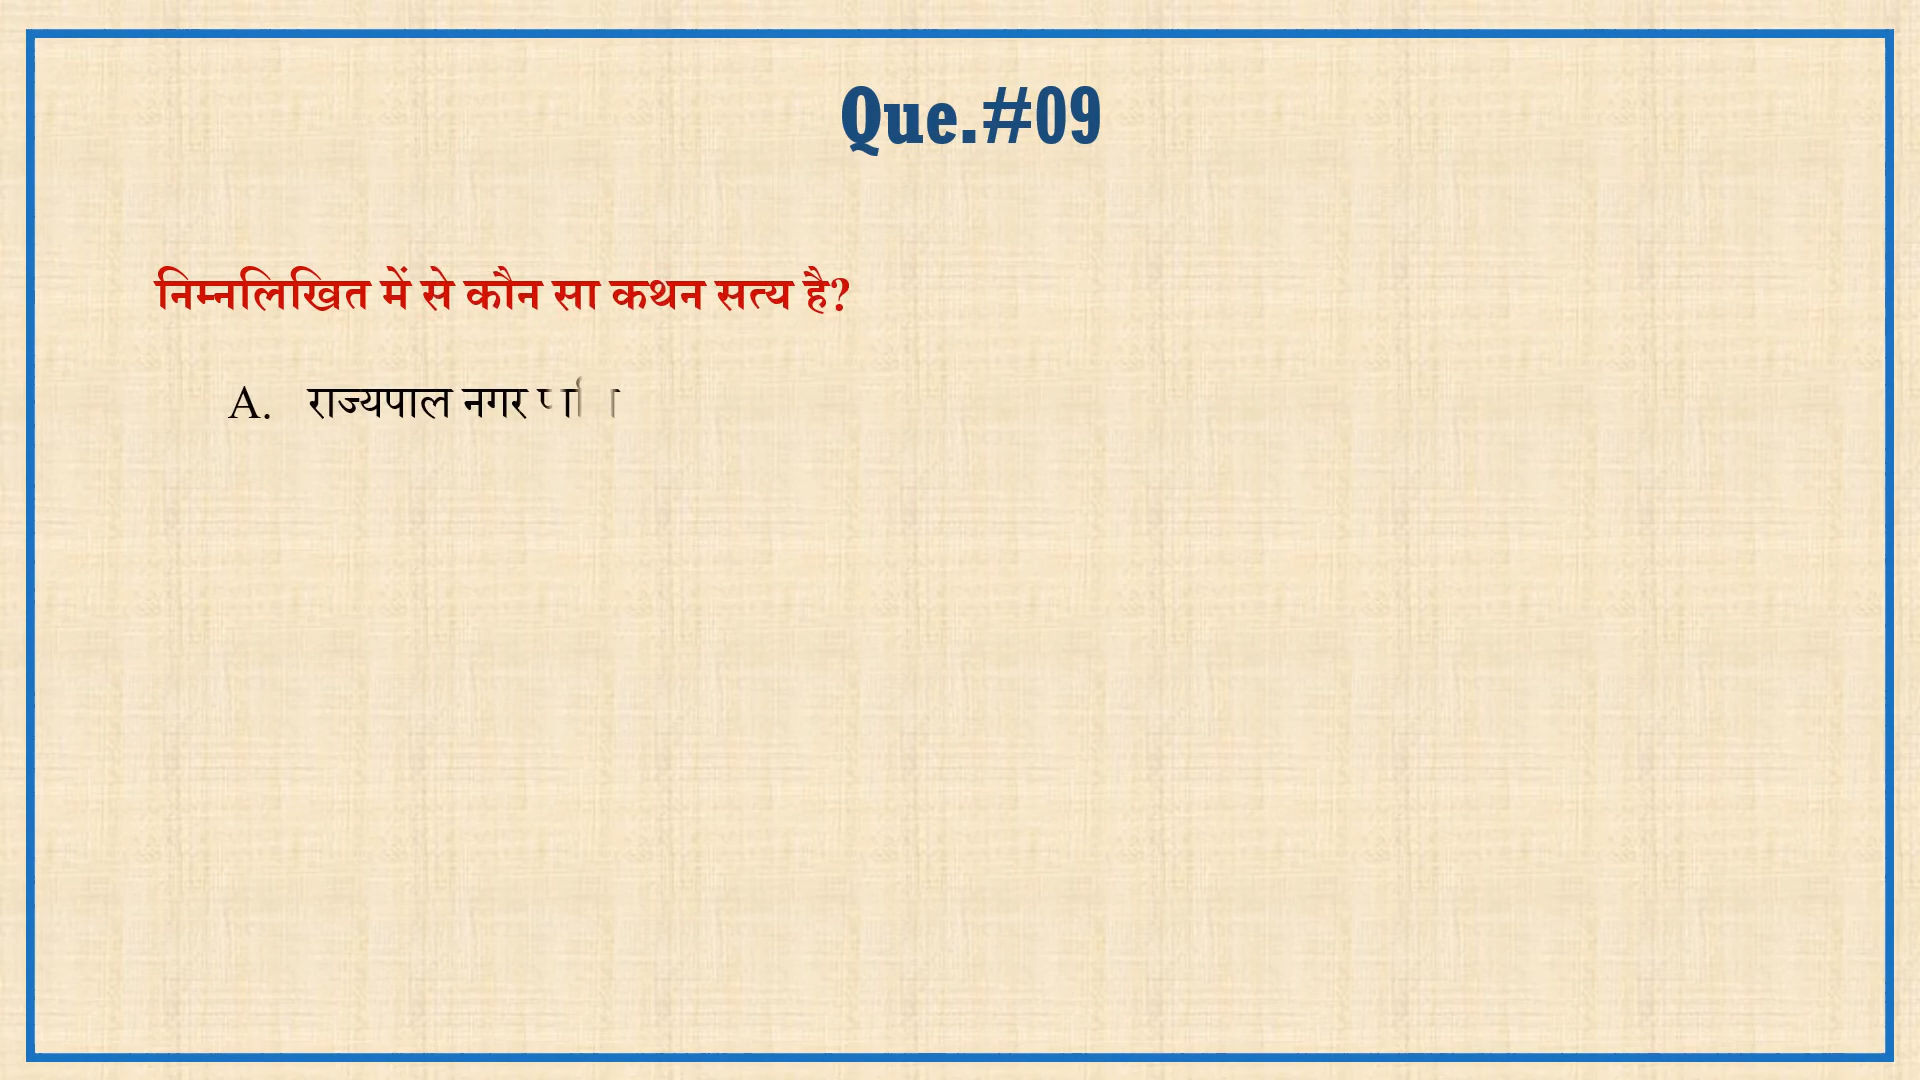 Que.#09
निम्नलिखित में से कौन सा कथन सत्य है?
A. राज्यपाल नगर